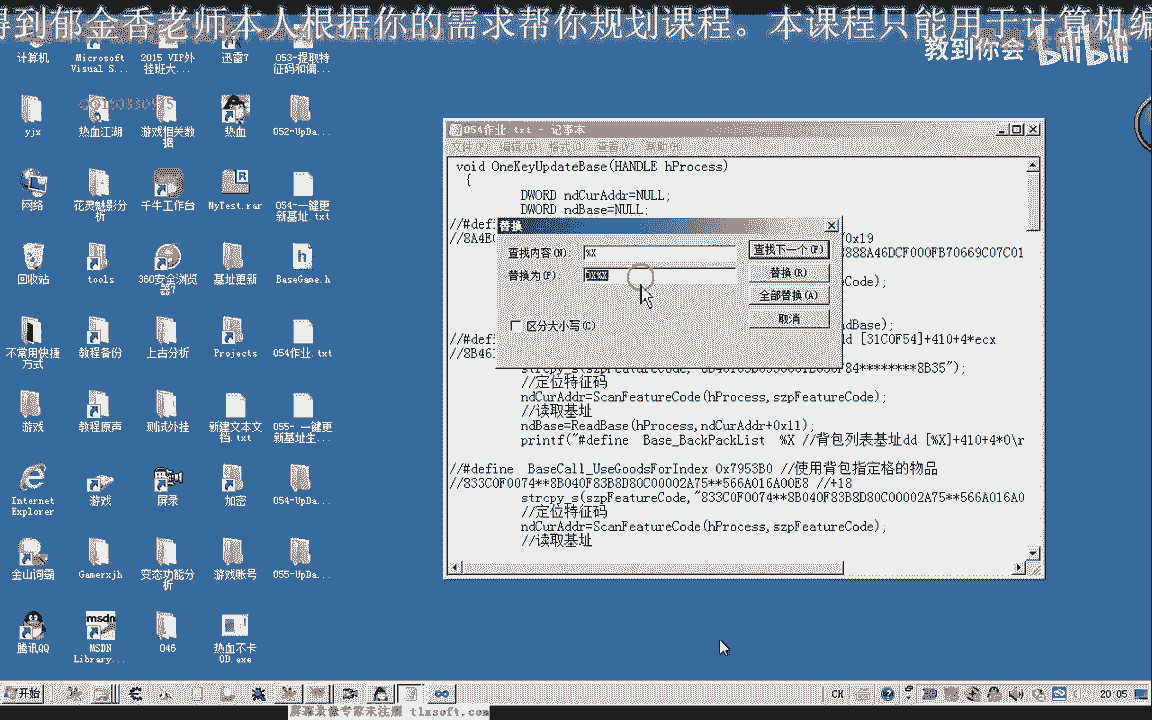 得到郁金香老师本人根据你的需求帮你规划课程。本课程只能用于计算机编
教到你会 bilibili
计算机
Microsoft Visual S...
2015 VIP外挂班大...
迅雷7
053-提取特征码和偏...
yjx
热血江湖
游戏相关数据
热血
052-UpDa...
网络
花灵魅影分析
千牛工作台
MyTest.rar
054-一键更新基址.txt
回收站
tools
360安全浏览器7
基址更新
BaseGame.h
不常用快捷方式
教程备份
上古分析
Projects
054作业.txt
游戏
教程原声
测试外挂
新建文本文档.txt
055- 一键更新基址生...
Internet Explorer
游戏
屏录
加密
054-UpDa...
金山词霸
Gamerxjh
变态功能分析
游戏账号
055-UpDa...
腾讯QQ
MSDN Library...
046
热血不卡OD.exe
054作业.txt - 记事本
文件(F) 编辑(E) 格式(O) 查看(V) 帮助(H)
void OneKeyUpdateBase(HANDLE hProcess)
{
DWORD ndCurAddr=NULL;
DWORD ndBase=NULL;
//#defi
0x19
//8A4E
888A46DCF000FB70669C07C01
Code);
adBase);
//#defi
dd [31C0F54]+410+4*ecx
//8B46
//定位特征码
ndCurAddr=ScanFeatureCode(hProcess,szpFeatureCode);
//读取基址
ndBase=ReadBase(hProcess,ndCurAddr+0x11);
printf("#define  Base_BackPackList  %X //背包列表基址dd [%X]+410+4*0\r
//#define  BaseCall_UseGoodsForIndex 0x7953B0 //使用背包指定格的物品
//833C0F0074**8B040F83B8D80C00002A75**566A016A00E8 //+18
strcpy_s(szpFeatureCode,"833C0F0074**8B040F83B8D80C00002A75**566A016A0
//定位特征码
ndCurAddr=ScanFeatureCode(hProcess,szpFeatureCode);
//读取基址
替换
查找内容(N): %X
查找下一个(F)
替换为(P): 0X%X
替换(R)
全部替换(A)
取消
区分大小写(C)
开始
CH
20:05
屏幕录像专家未注册 tlxsoft.com